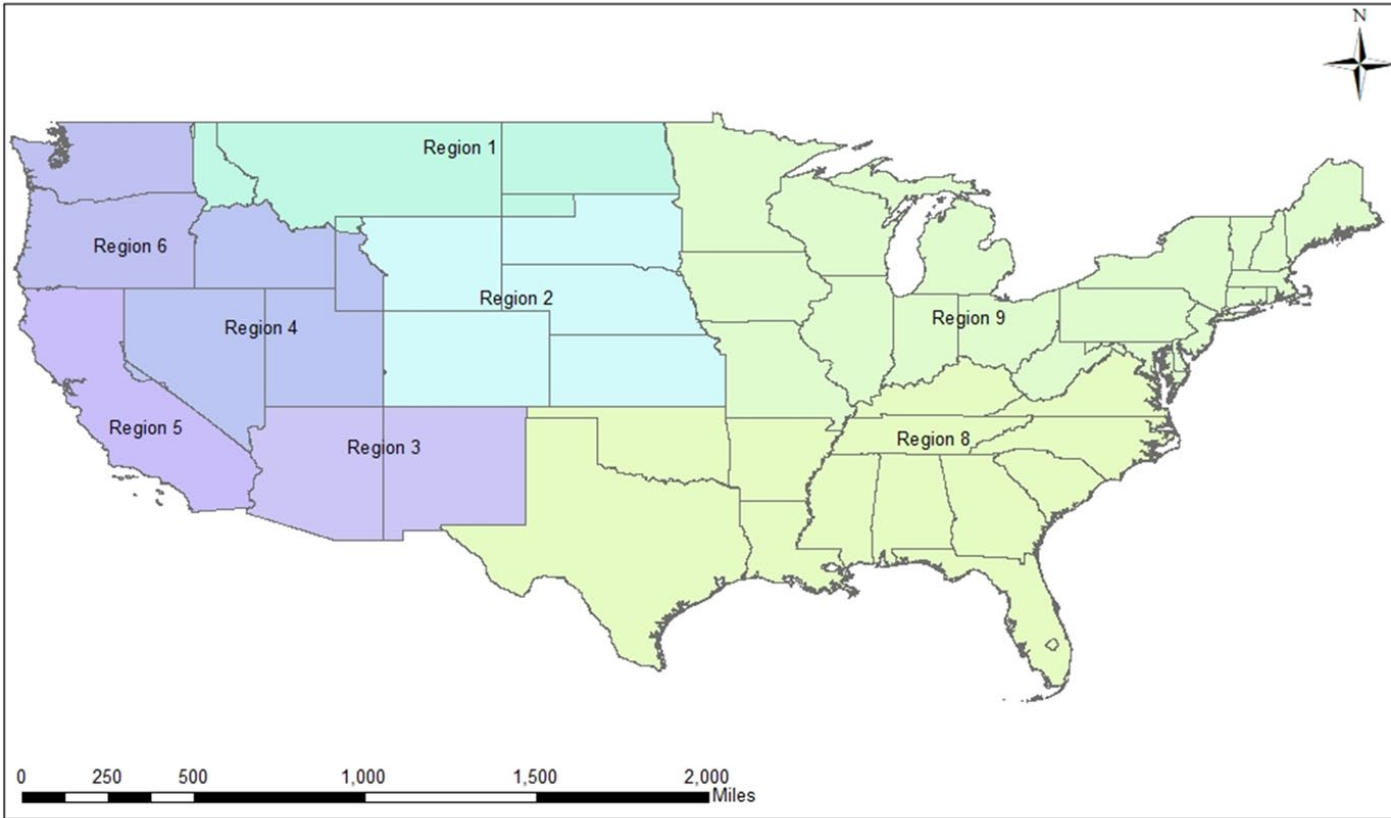 N
Region 1
Region 6
Region 2
Region 4
Region 9
Region 5
Region 3
Region 8
0 250 500 1,000 1,500 2,000
Miles